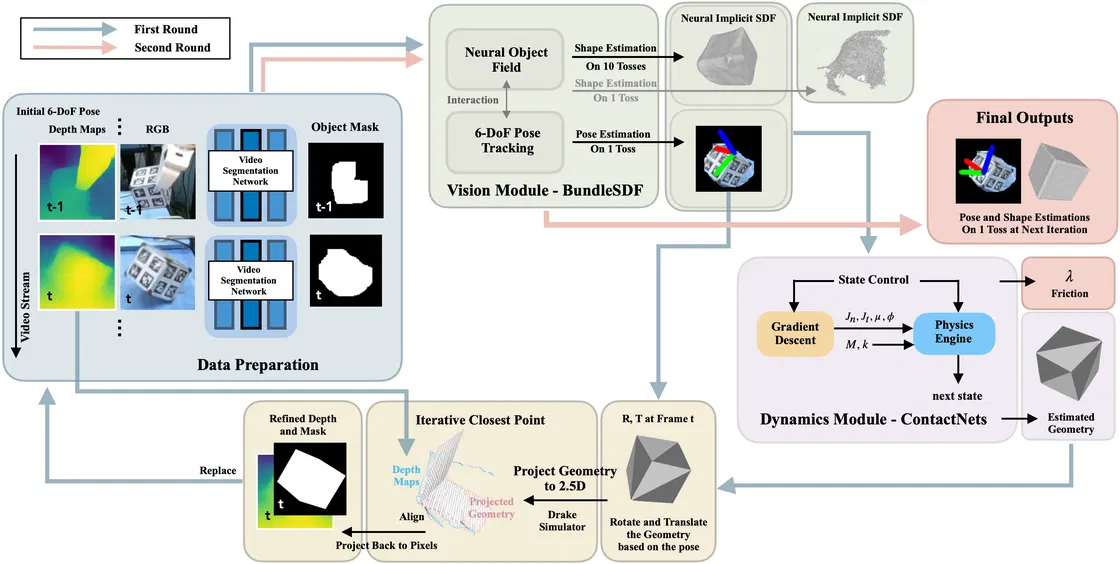 First Round
Second Round
Initial 6-DoF Pose
Depth Maps
RGB
Object Mask
t-1
t-1
t-1
Video
Segmentation
Network
t
t
t
Video
Segmentation
Network
Video Stream
Data Preparation
Neural Object
Field
Interaction
6-DoF Pose
Tracking
Shape Estimation
On 10 Tosses
Shape Estimation
On 1 Toss
Pose Estimation
On 1 Toss
Vision Module - BundleSDF
Neural Implicit SDF
Neural Implicit SDF
Final Outputs
Pose and Shape Estimations
On 1 Toss at Next Iteration
State Control
Gradient
Descent
Jn, Jt, μ, ϕ
M, k
Physics
Engine
next state
Dynamics Module - ContactNets
λ
Friction
Estimated
Geometry
R, T at Frame t
Rotate and Translate
the Geometry
based on the pose
Project Geometry
to 2.5D
Drake
Simulator
Iterative Closest Point
Depth
Maps
Projected
Geometry
Align
Project Back to Pixels
Refined Depth
and Mask
t
t
Replace